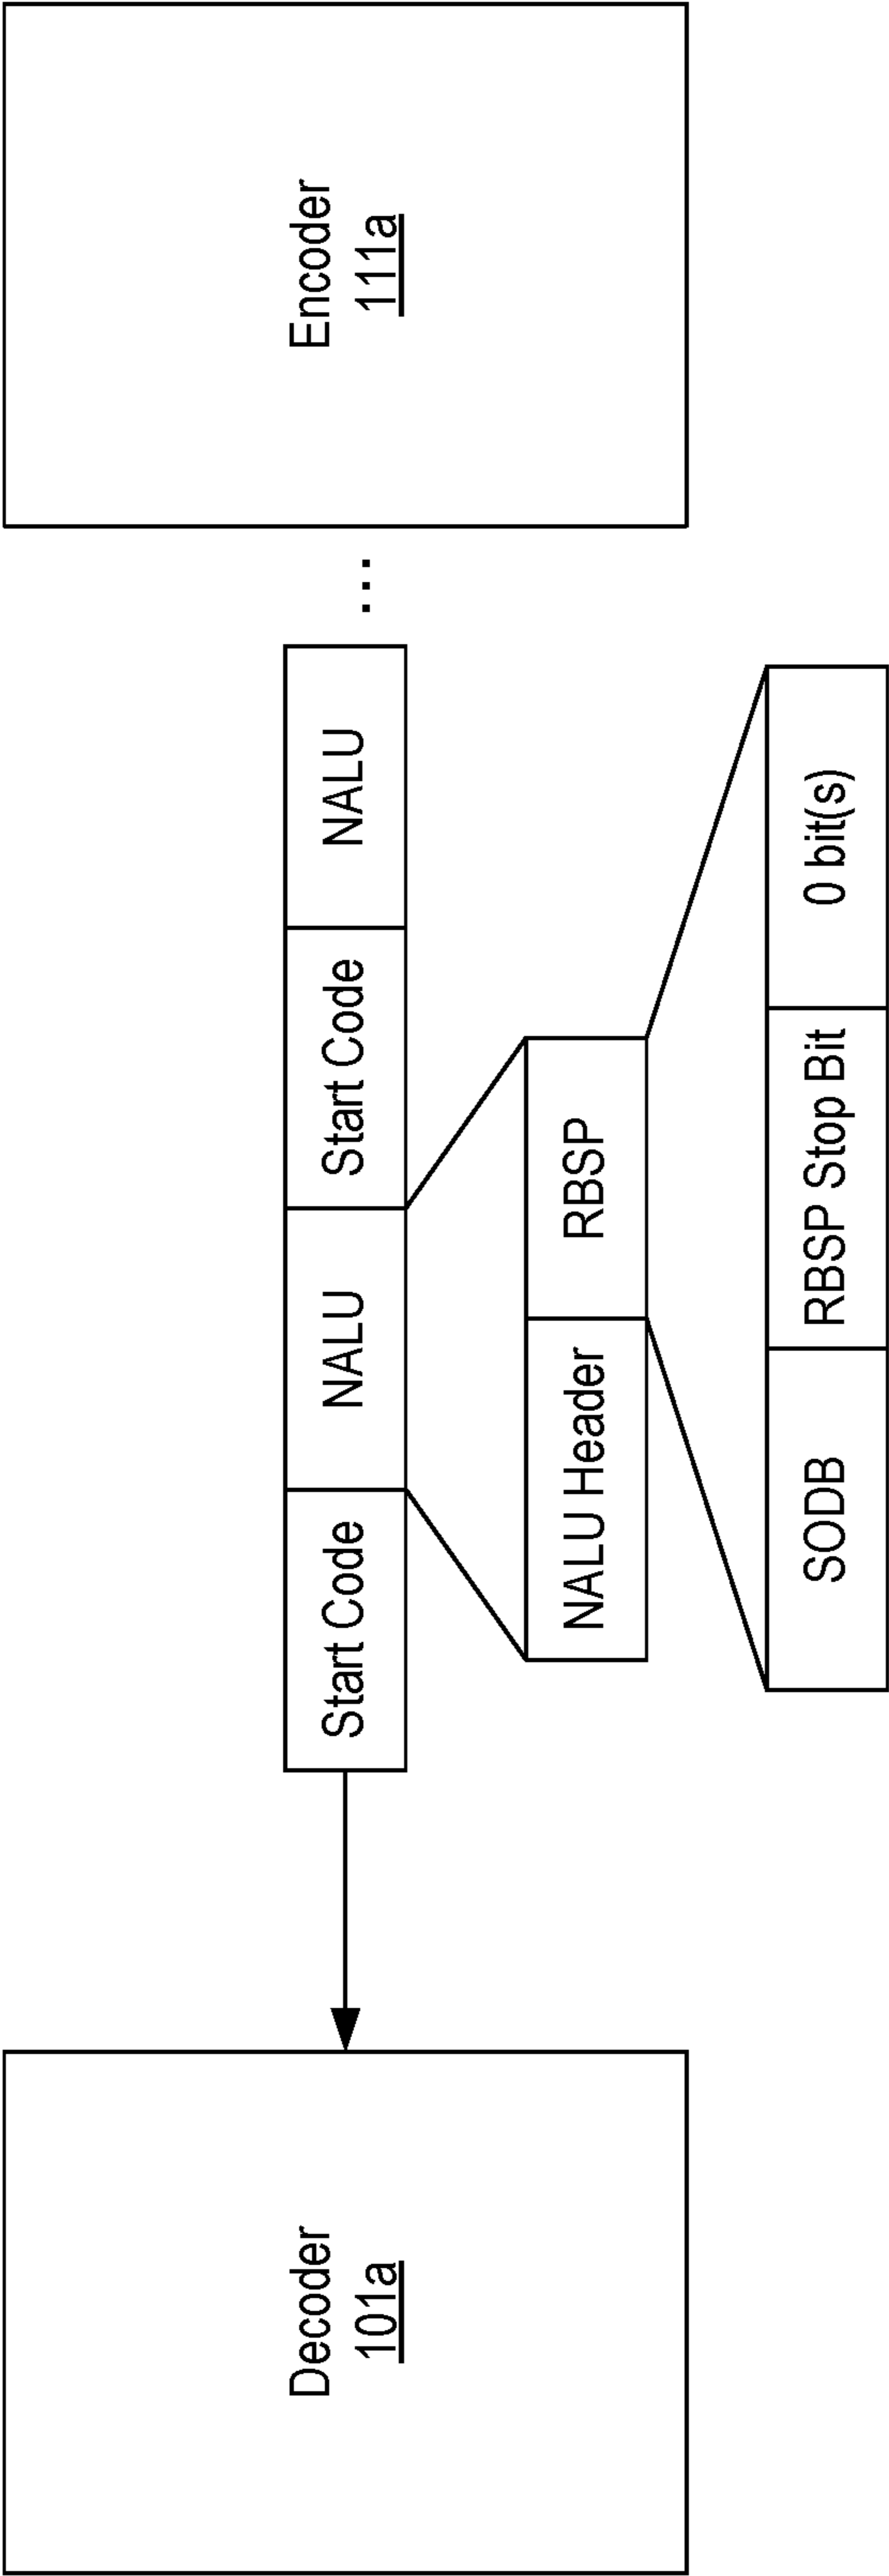 Decoder
101a
Encoder
111a
Start Code
NALU
Start Code
NALU
...
NALU Header
RBSP
SODB
RBSP Stop Bit
0 bit(s)